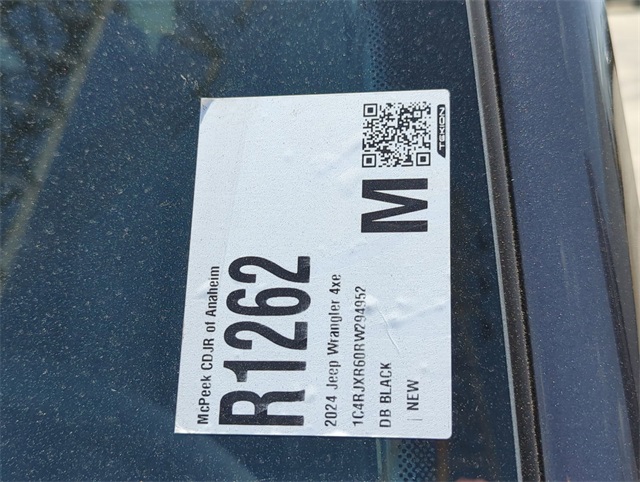 McPeek CDJR of Anaheim
R1262
2024 Jeep Wrangler 4xe
1C4RJXR60RW294952
DB BLACK
NEW
M
TEKION